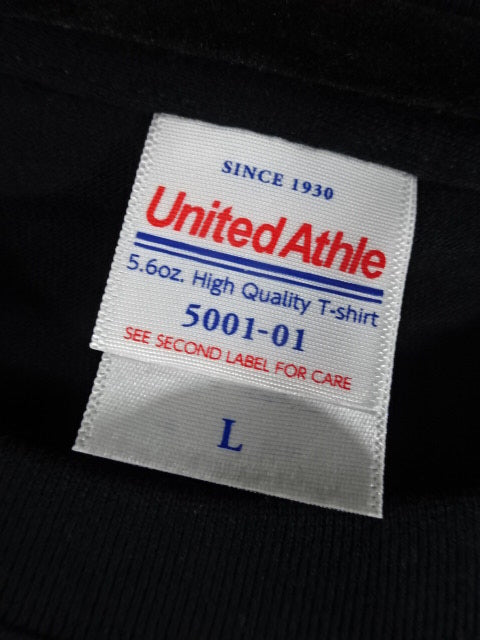 SINCE 1930
United Athle
5.6oz. High Quality T-shirt
5001-01
SEE SECOND LABEL FOR CARE
L